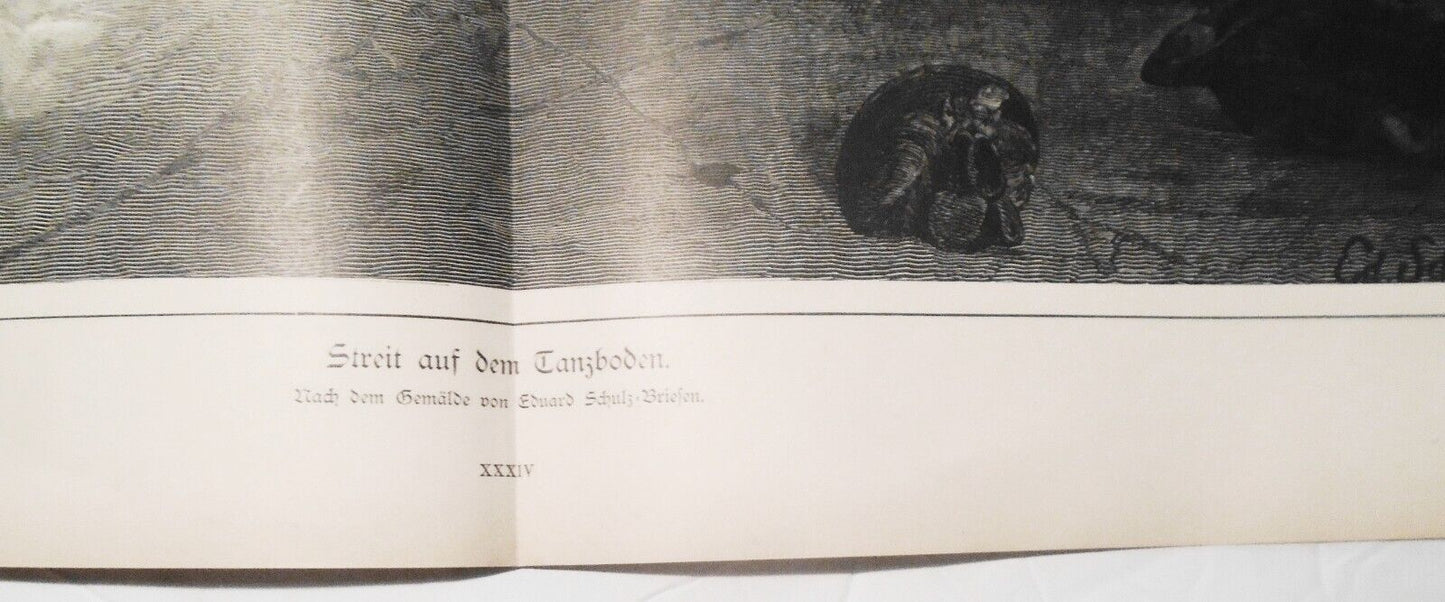 Streit auf dem Tanzboden.
Nach dem Gemälde von Eduard Schulz-Briesen.
XXXIV